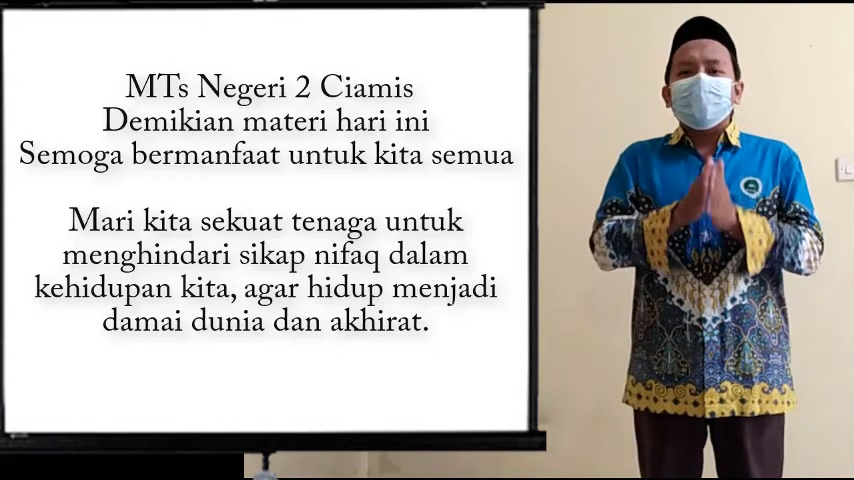 MTs Negeri 2 Ciamis
Demikian materi hari ini
Semoga bermanfaat untuk kita semua
Mari kita sekuat tenaga untuk
menghindari sikap nifaq dalam
kehidupan kita, agar hidup menjadi
damai dunia dan akhirat.